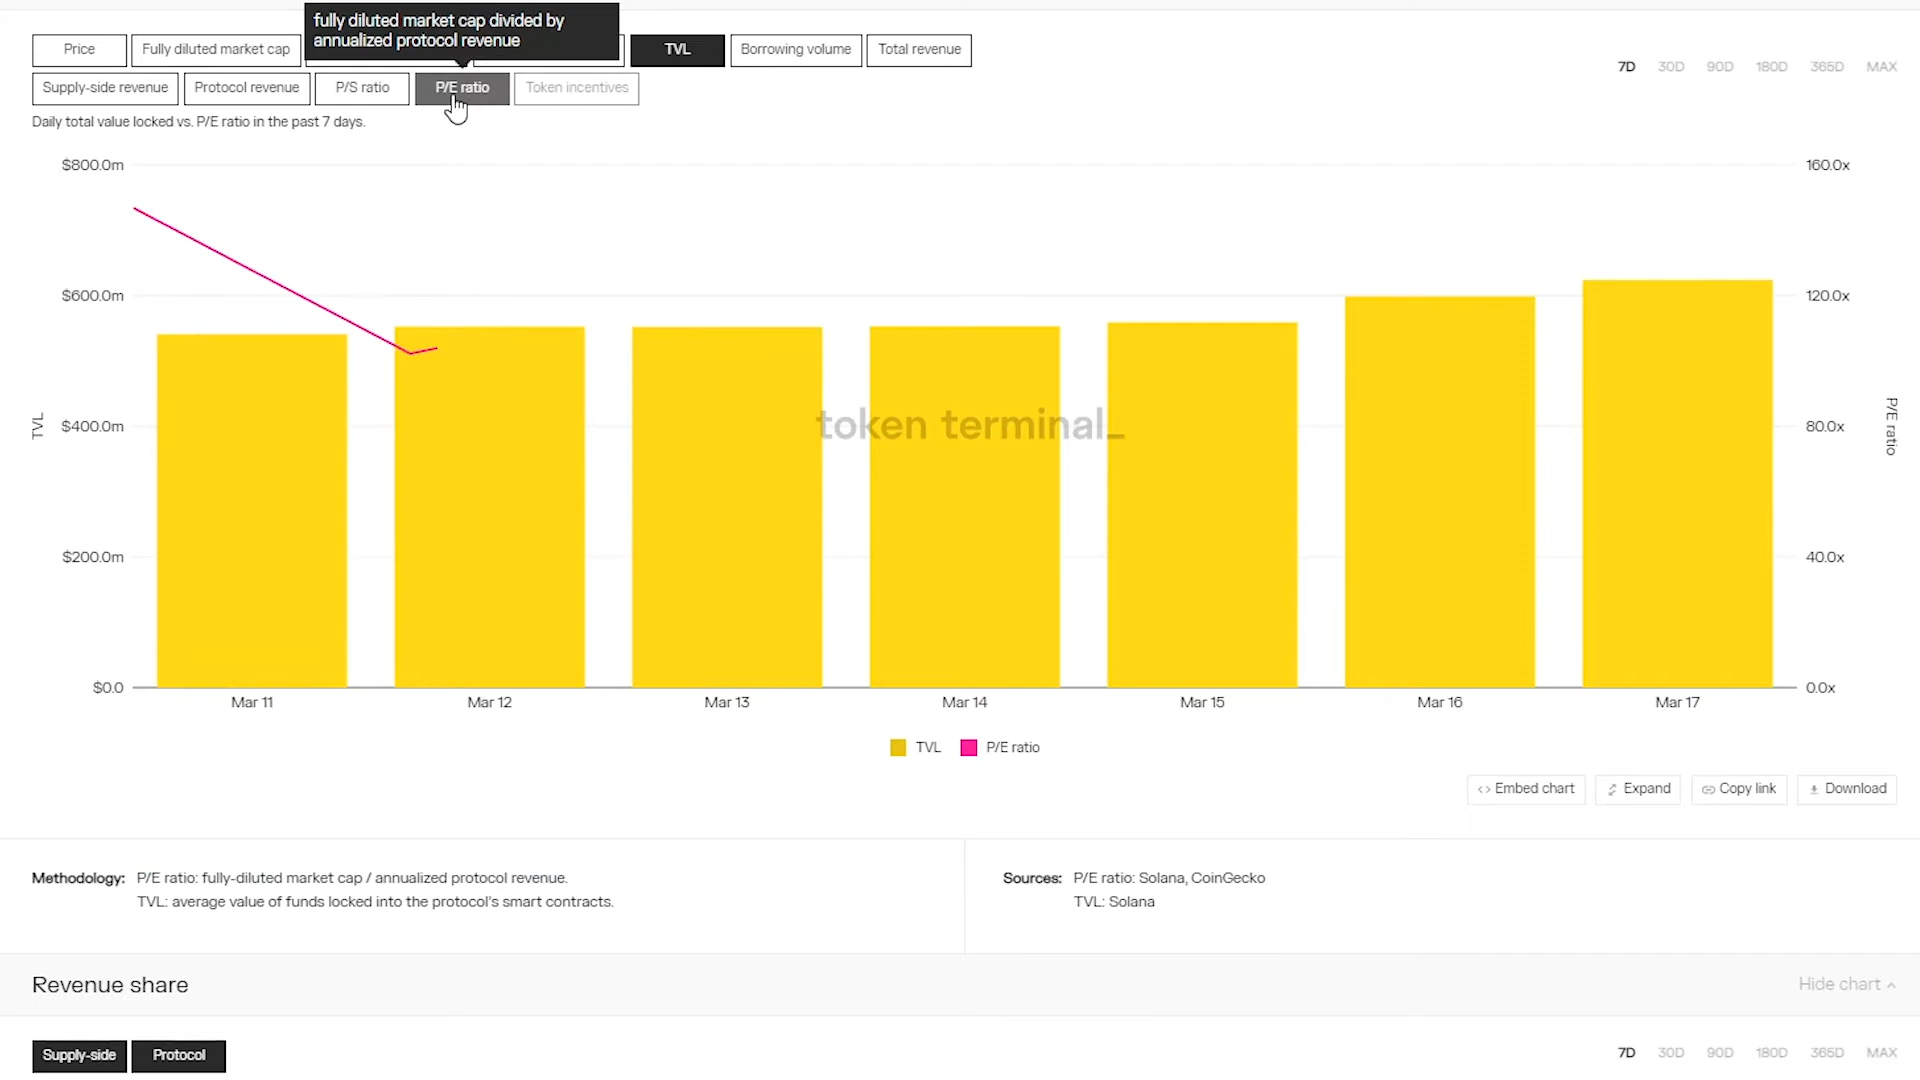 fully diluted market cap divided by
annualized protocol revenue
Price
Fully diluted market cap
TVL
Borrowing volume
Total revenue
7D 30D 90D 180D 365D MAX
Supply-side revenue
Protocol revenue
P/S ratio
P/E ratio
Token incentives
Daily total value locked vs. P/E ratio in the past 7 days.
$800.0m
160.0x
$600.0m
120.0x
TVL
$400.0m
token terminal_
80.0x
P/E ratio
$200.0m
40.0x
$0.0
0.0x
Mar 11 Mar 12 Mar 13 Mar 14 Mar 15 Mar 16 Mar 17
TVL P/E ratio
Embed chart
Expand
Copy link
Download
Methodology: P/E ratio: fully-diluted market cap / annualized protocol revenue.
TVL: average value of funds locked into the protocol's smart contracts.
Sources: P/E ratio: Solana, CoinGecko
TVL: Solana
Revenue share
Hide chart
Supply-side
Protocol
7D 30D 90D 180D 365D MAX